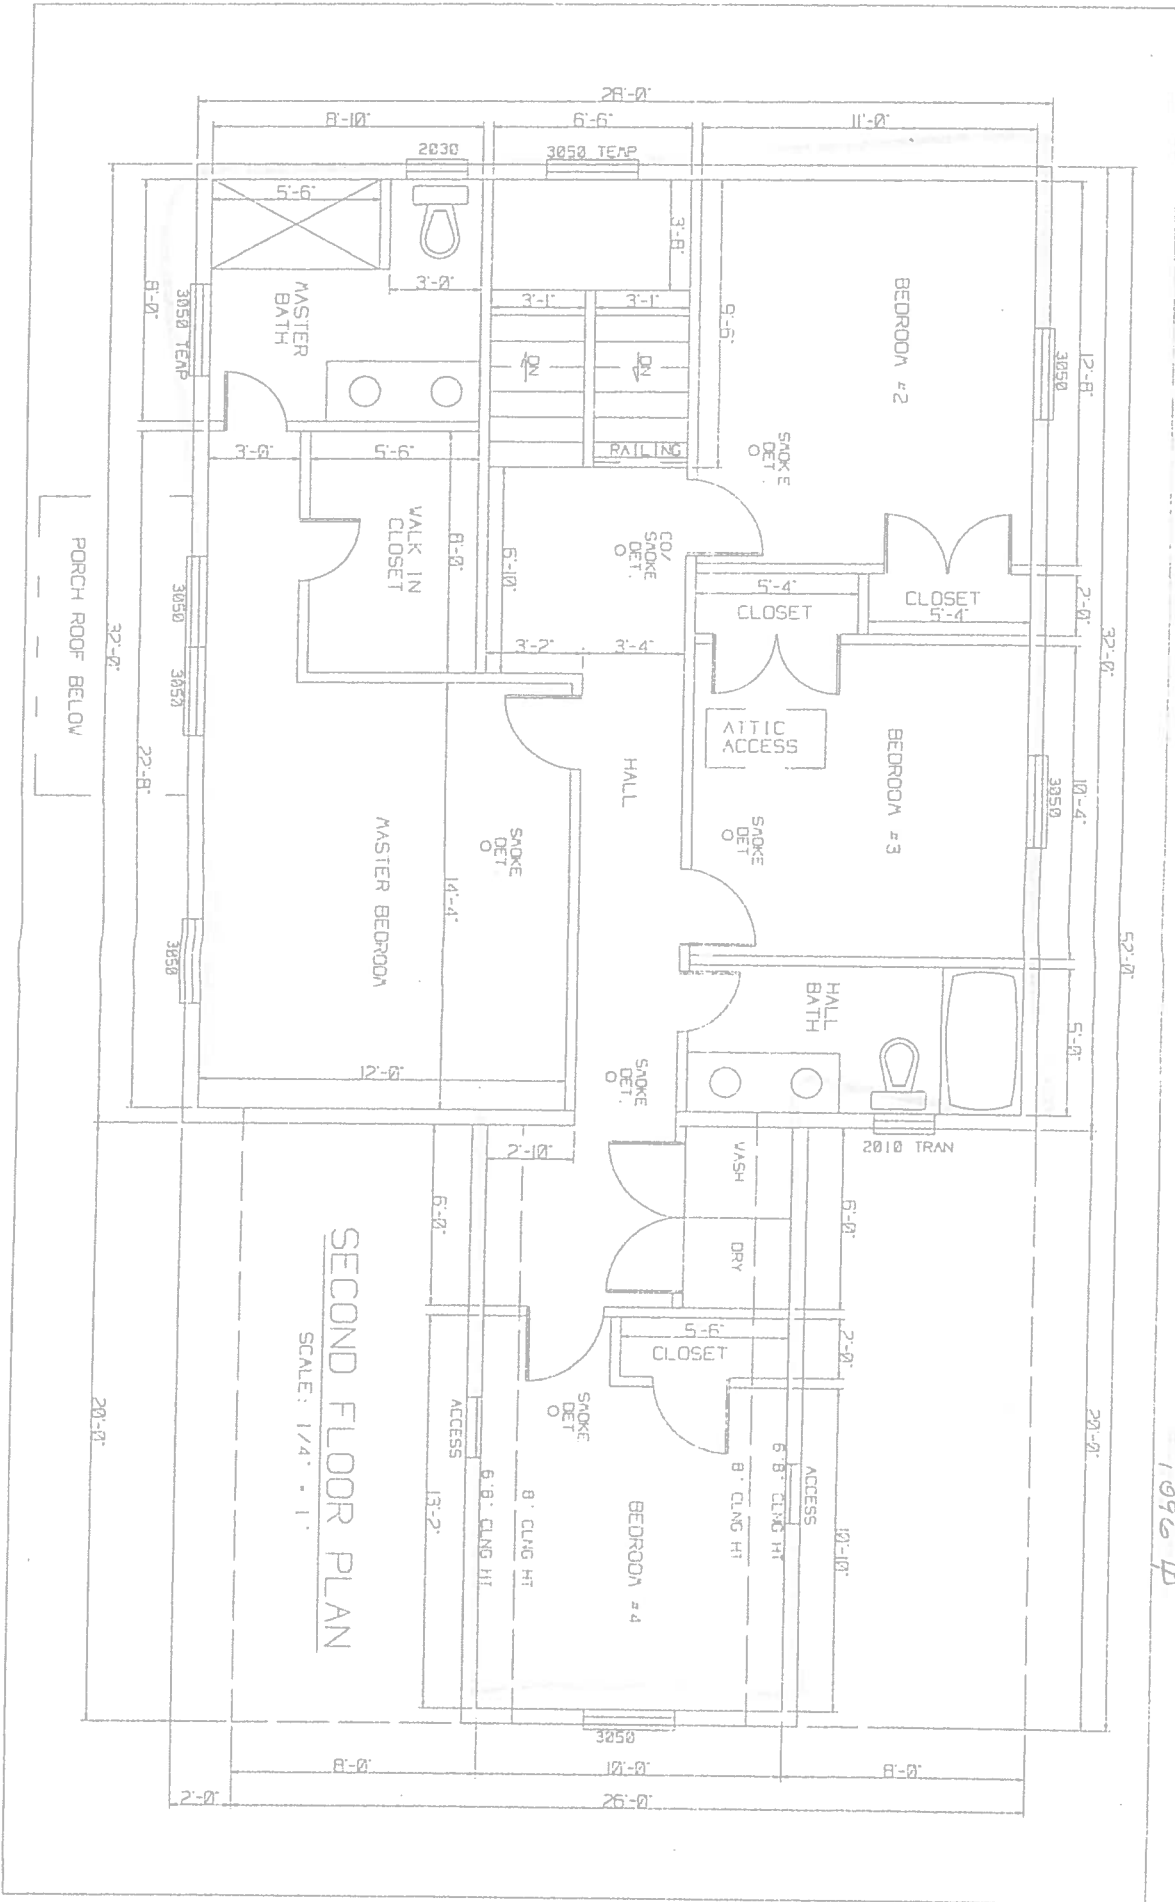 28'-0"
8'-10"
6'-6"
11'-0"
2030
3050 TEMP
5'-6"
3'-8"
3'-0"
8'-0"
3050 TEMP
MASTER
BATH
3'-1"
3'-1"
9'-6"
DN
DN
RAILING
BEDROOM #2
3050
12'-8"
SMOKE
DET.
3'-0"
5'-6"
WALK IN
CLOSET
8'-0"
5'-10"
CO/
SMOKE
DET.
5'-4"
CLOSET
CLOSET
5'-4"
2'-0"
32'-0"
3'-2"
3'-4"
PORCH ROOF BELOW
32'-0"
22'-8"
3050
3050
3050
ATTIC
ACCESS
HALL
BEDROOM #3
3050
10'-4"
SMOKE
DET
SMOKE
DET
MASTER BEDROOM
14'-4"
12'-0"
52'-0"
HALL
BATH
5'-0"
SMOKE
DET.
2010 TRAN
2'-10"
WASH
DRY
6'-0"
6'-0"
5'-6"
CLOSET
2'-0"
SMOKE
DET
ACCESS
ACCESS
6'8" CLNG HT
8' CLNG HT
8' CLNG HT
6'8" CLNG HT
BEDROOM #4
13'-2"
10'-10"
20'-0"
20'-0"
SECOND FLOOR PLAN
SCALE: 1/4" = 1'
3050
8'-0"
10'-0"
8'-0"
2'-0"
26'-0"